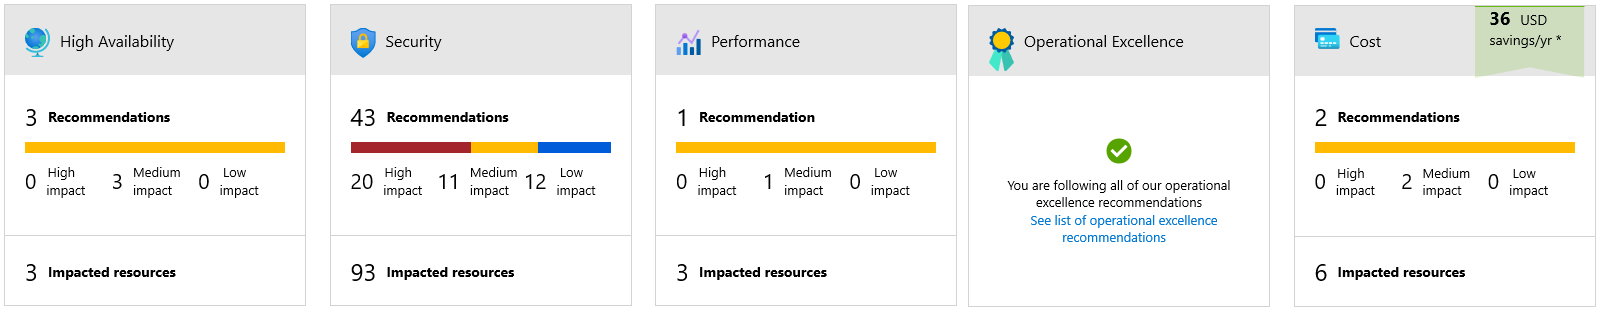 High Availability
3 Recommendations
0 High impact 3 Medium impact 0 Low impact
3 Impacted resources
Security
43 Recommendations
20 High impact 11 Medium impact 12 Low impact
93 Impacted resources
Performance
1 Recommendation
0 High impact 1 Medium impact 0 Low impact
3 Impacted resources
Operational Excellence
You are following all of our operational
excellence recommendations
See list of operational excellence
recommendations
Cost
36 USD
savings/yr *
2 Recommendations
0 High impact 2 Medium impact 0 Low impact
6 Impacted resources